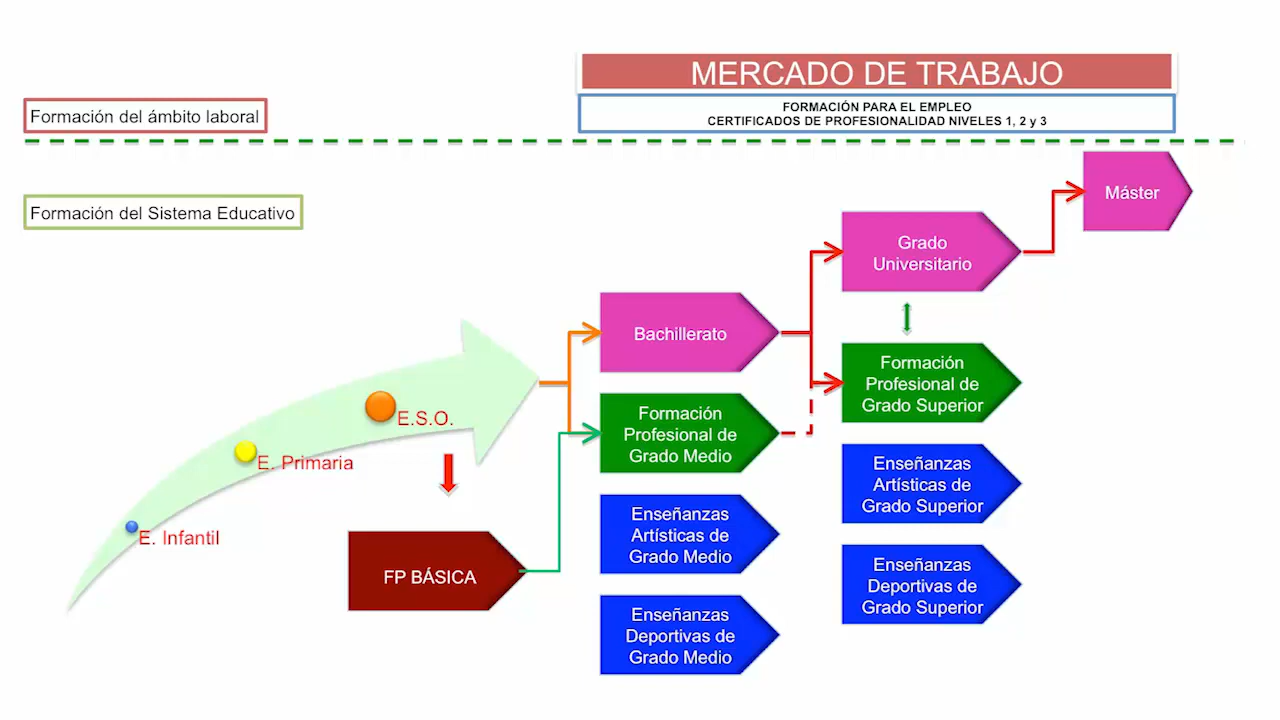 MERCADO DE TRABAJO
FORMACIÓN PARA EL EMPLEO
CERTIFICADOS DE PROFESIONALIDAD NIVELES 1, 2 y 3
Formación del ámbito laboral
Formación del Sistema Educativo
Máster
Grado
Universitario
Bachillerato
Formación
Profesional de
Grado Superior
E.S.O.
Formación
Profesional de
Grado Medio
E. Primaria
Enseñanzas
Artísticas de
Grado Superior
E. Infantil
Enseñanzas
Artísticas de
Grado Medio
FP BÁSICA
Enseñanzas
Deportivas de
Grado Superior
Enseñanzas
Deportivas de
Grado Medio